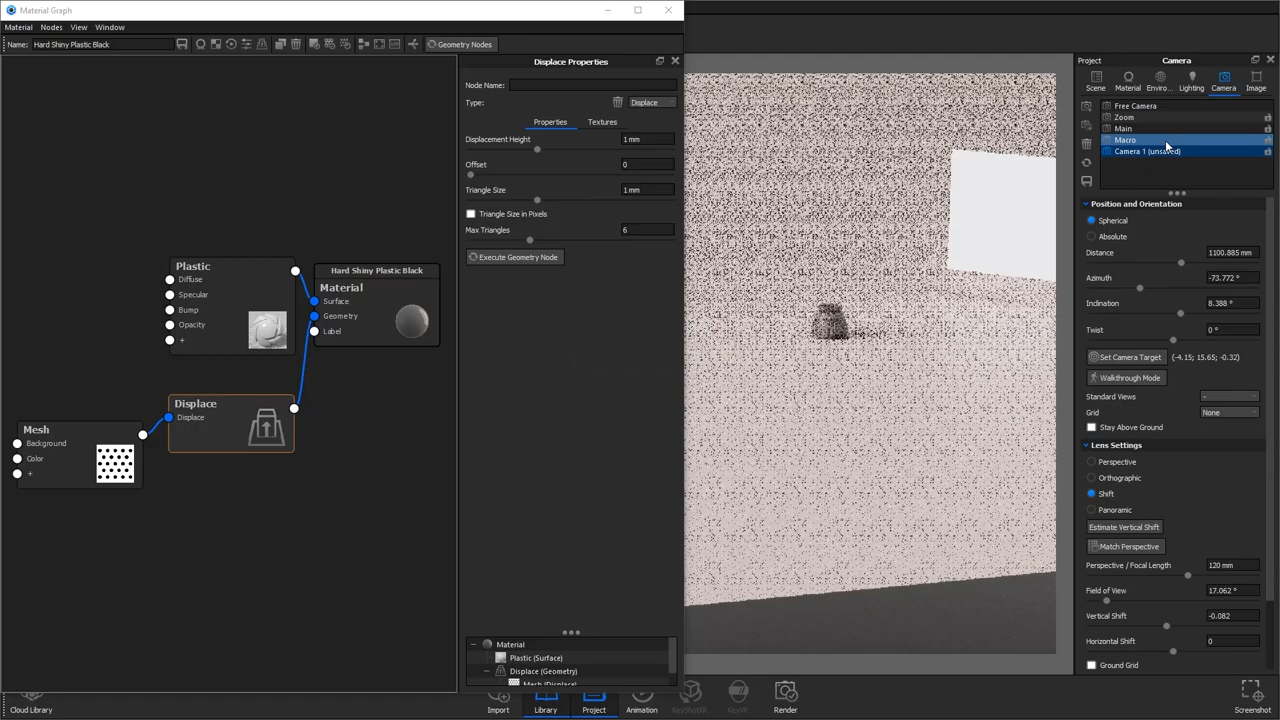 Material Graph
Material Nodes View Window
Name: Hard Shiny Plastic Black Geometry Nodes
Displace Properties
Node Name:
Type: Displace
Properties Textures
Displacement Height 1 mm
Offset 0
Triangle Size 1 mm
Triangle Size in Pixels
Max Triangles 6
Execute Geometry Node
Plastic
Diffuse
Specular
Bump
Opacity
+
Hard Shiny Plastic Black
Material
Surface
Geometry
Label
Displace
Displace
Mesh
Background
Color
+
Material
Plastic (Surface)
Displace (Geometry)
Mesh (Displace)
Project Camera
Scene Material Enviro... Lighting Camera Image
Free Camera
Zoom
Main
Macro
Camera 1 (unsaved)
Position and Orientation
Spherical
Absolute
Distance 1100.885 mm
Azimuth -73.772 °
Inclination 8.388 °
Twist 0 °
Set Camera Target (-4.15; 15.65; -0.32)
Walkthrough Mode
Standard Views -
Grid None
Stay Above Ground
Lens Settings
Perspective
Orthographic
Shift
Panoramic
Estimate Vertical Shift
Match Perspective
Perspective / Focal Length 120 mm
Field of View 17.062 °
Vertical Shift -0.082
Horizontal Shift 0
Ground Grid
Cloud Library Import Library Project Animation KeyShotXR KeyVR Render Screenshot